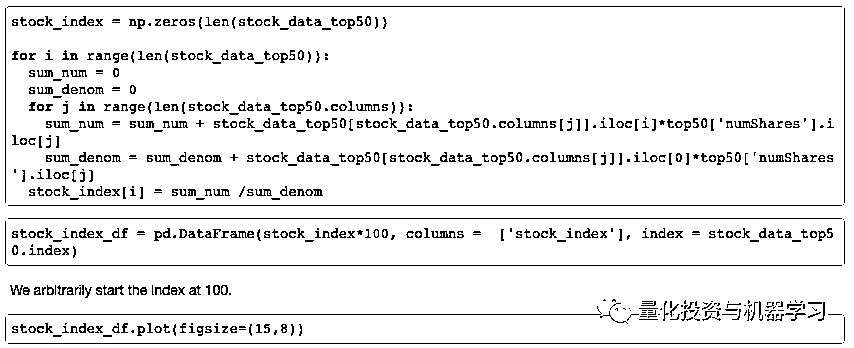 stock_index = np.zeros(len(stock_data_top50))
for i in range(len(stock_data_top50)):
sum_num = 0
sum_denom = 0
for j in range(len(stock_data_top50.columns)):
sum_num = sum_num + stock_data_top50[stock_data_top50.columns[j]].iloc[i]*top50['numShares'].i
loc[j]
sum_denom = sum_denom + stock_data_top50[stock_data_top50.columns[j]].iloc[0]*top50['numShares
'].iloc[j]
stock_index[i] = sum_num /sum_denom
stock_index_df = pd.DataFrame(stock_index*100, columns = ['stock_index'], index = stock_data_top5
0.index)
We arbitrarily start the index at 100.
量化投资与机器学习
stock_index_df.plot(figsize=(15,8))